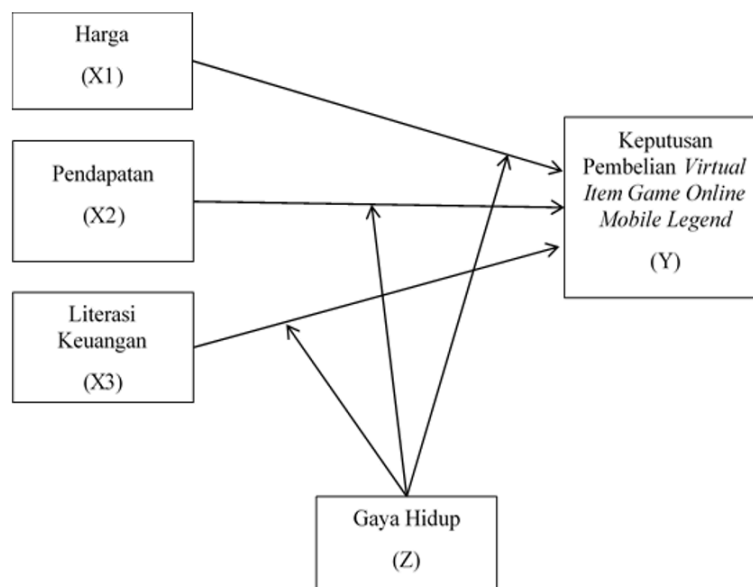 Harga
(X1)
Pendapatan
(X2)
Literasi
Keuangan
(X3)
Keputusan
Pembelian Virtual
Item Game Online
Mobile Legend
(Y)
Gaya Hidup
(Z)